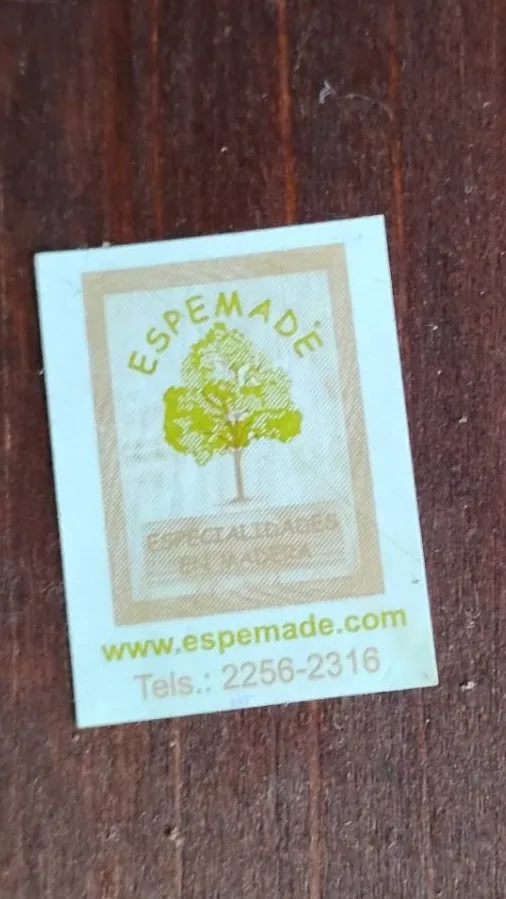 ESPEMADE
ESPECIALIDADES
EN MADERA
www.espemade.com
Tels.: 2256-2316